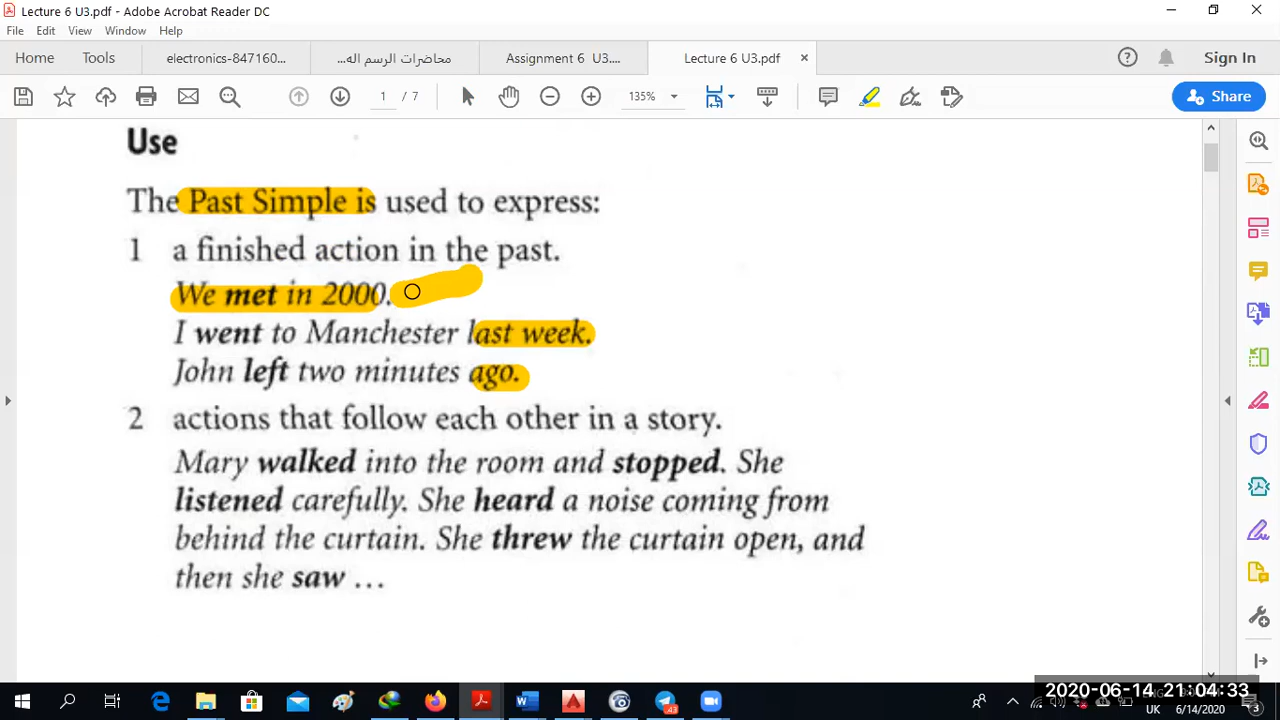 Lecture 6 U3.pdf - Adobe Acrobat Reader DC
File Edit View Window Help
Home Tools electronics-847160... محاضرات الرسم اله... Assignment 6 U3.... Lecture 6 U3.pdf × Sign In
1 / 7 135% Share
Use
The Past Simple is used to express:
1 a finished action in the past.
We met in 2000.
I went to Manchester last week.
John left two minutes ago.
2 actions that follow each other in a story.
Mary walked into the room and stopped. She
listened carefully. She heard a noise coming from
behind the curtain. She threw the curtain open, and
then she saw ...
2020-06-14 21:04:33
43 UK 6/14/2020 3